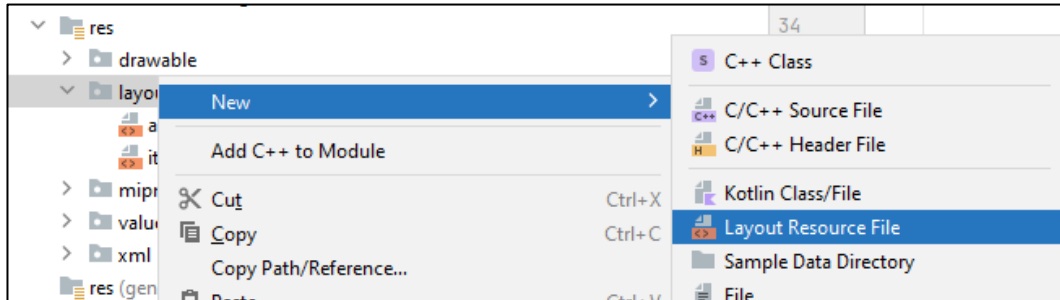 res
34
drawable
New
a
it
Add C++ to Module
Cut Ctrl+X
Copy Ctrl+C
Copy Path/Reference...
xml
res
C++ Class
C/C++ Source File
C/C++ Header File
Kotlin Class/File
Layout Resource File
Sample Data Directory
File